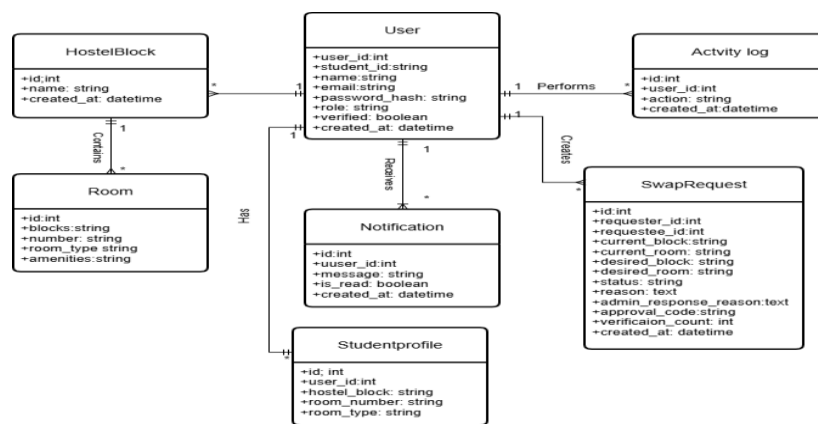 User
+user_id:int
+student_id:string
+name:string
+email:string
+password_hash: string
+role: string
+verified: boolean
+created_at: datetime
HostelBlock
+id;int
+name: string
+created_at: datetime
Actvity log
+id:int
+user_id:int
+action: string
+created_at:datetime
*
1
1
Performs
*
1
Contains
*
1
Has
1
Receives
*
1
Creates
*
Room
+id:int
+blocks:string
+number: string
+room_type string
+amenities:string
Notification
+id:int
+uuser_id:int
+message: string
+is_read: boolean
+created_at: datetime
SwapRequest
+id:int
+requester_id:int
+requestee_id:int
+current_block:string
+current_room: string
+desired_block: string
+desired_room: string
+status: string
+reason: text
+admin_response_reason:text
+approval_code:string
+verificaion_count: int
+created_at: datetime
Studentprofile
+id; int
+user_id:int
+hostel_block: string
+room_number: string
+room_type: string